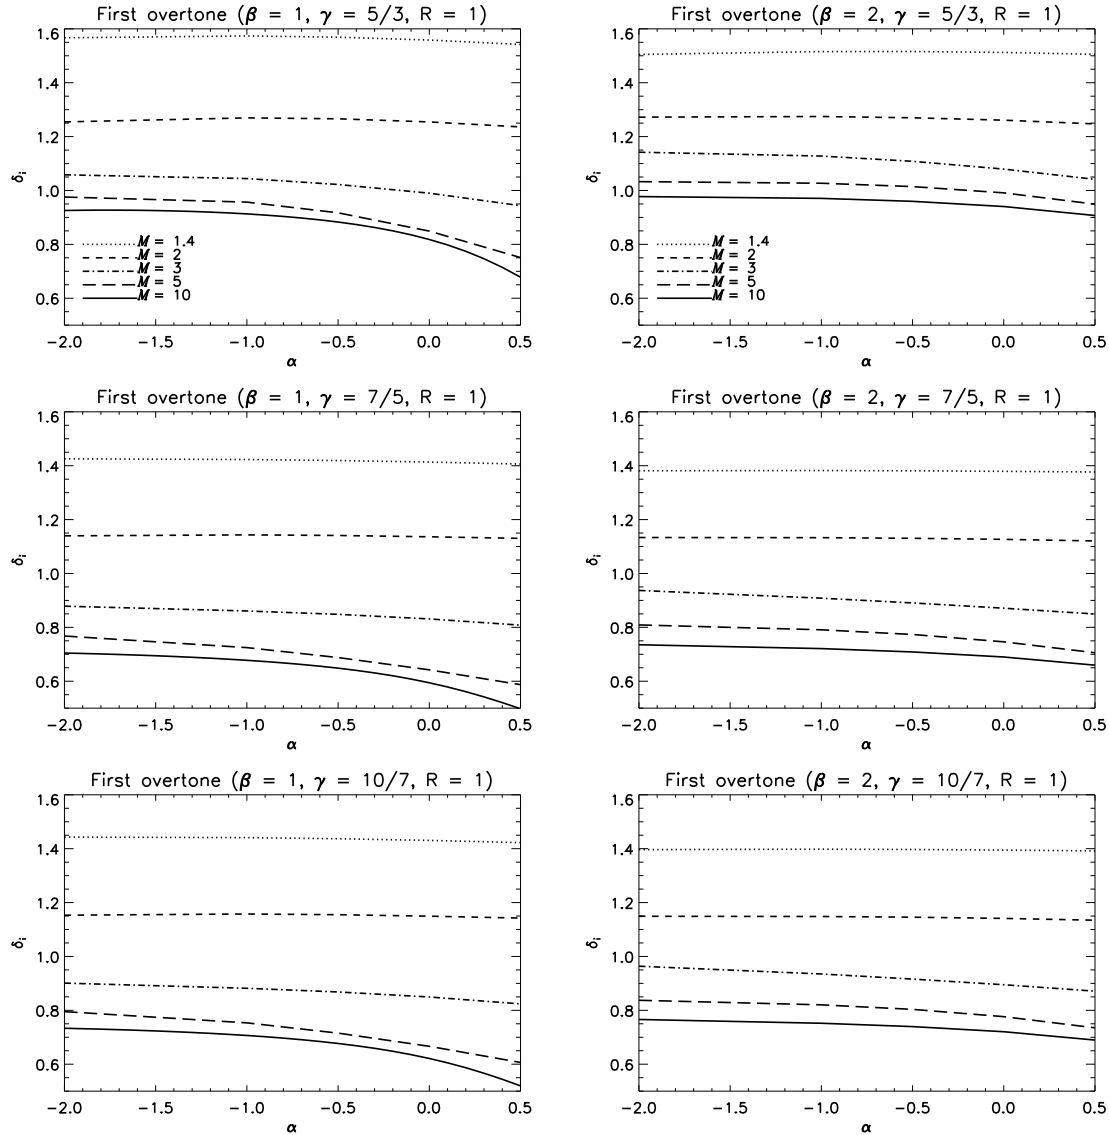 First overtone (β = 1, γ = 5/3, R = 1)
1.6
1.4
1.2
1.0
0.8
0.6
δi
M = 1.4
M = 2
M = 3
M = 5
M = 10
−2.0 −1.5 −1.0 −0.5 0.0 0.5
α
First overtone (β = 2, γ = 5/3, R = 1)
1.6
1.4
1.2
1.0
0.8
0.6
δi
M = 1.4
M = 2
M = 3
M = 5
M = 10
−2.0 −1.5 −1.0 −0.5 0.0 0.5
α
First overtone (β = 1, γ = 7/5, R = 1)
1.6
1.4
1.2
1.0
0.8
0.6
δi
−2.0 −1.5 −1.0 −0.5 0.0 0.5
α
First overtone (β = 2, γ = 7/5, R = 1)
1.6
1.4
1.2
1.0
0.8
0.6
δi
−2.0 −1.5 −1.0 −0.5 0.0 0.5
α
First overtone (β = 1, γ = 10/7, R = 1)
1.6
1.4
1.2
1.0
0.8
0.6
δi
−2.0 −1.5 −1.0 −0.5 0.0 0.5
α
First overtone (β = 2, γ = 10/7, R = 1)
1.6
1.4
1.2
1.0
0.8
0.6
δi
−2.0 −1.5 −1.0 −0.5 0.0 0.5
α